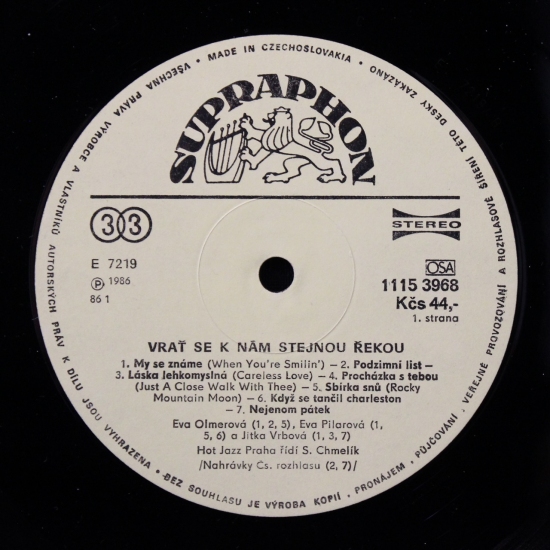 VŠECHNA PRÁVA VÝROBCE A VLASTNÍKŮ AUTORSKÝCH PRÁV K DÍLU JSOU VYHRAZENA • BEZ SOUHLASU JE VÝROBA KOPIÍ, PRONÁJEM, PŮJČOVÁNÍ, VEŘEJNÉ PROVOZOVÁNÍ A ROZHLASOVÉ ŠÍŘENÍ TÉTO DESKY ZAKÁZÁNO • MADE IN CZECHOSLOVAKIA •
SUPRAPHON
33
STEREO
E 7219
OSA
Ⓟ 1986
1115 3968
86 1
Kčs 44,-
1. strana
VRAŤ SE K NÁM STEJNOU ŘEKOU
1. My se známe (When You're Smilin') – 2. Podzimní list –
3. Láska lehkomyslná (Careless Love) – 4. Procházka s tebou
(Just A Close Walk With Thee) – 5. Sbírka snů (Rocky
Mountain Moon) – 6. Když se tančil charleston
– 7. Nejenom pátek
Eva Olmerová (1, 2, 5), Eva Pilarová (1,
5, 6) a Jitka Vrbová (1, 3, 7)
Hot Jazz Praha řídí S. Chmelík
/Nahrávky Čs. rozhlasu (2, 7)/